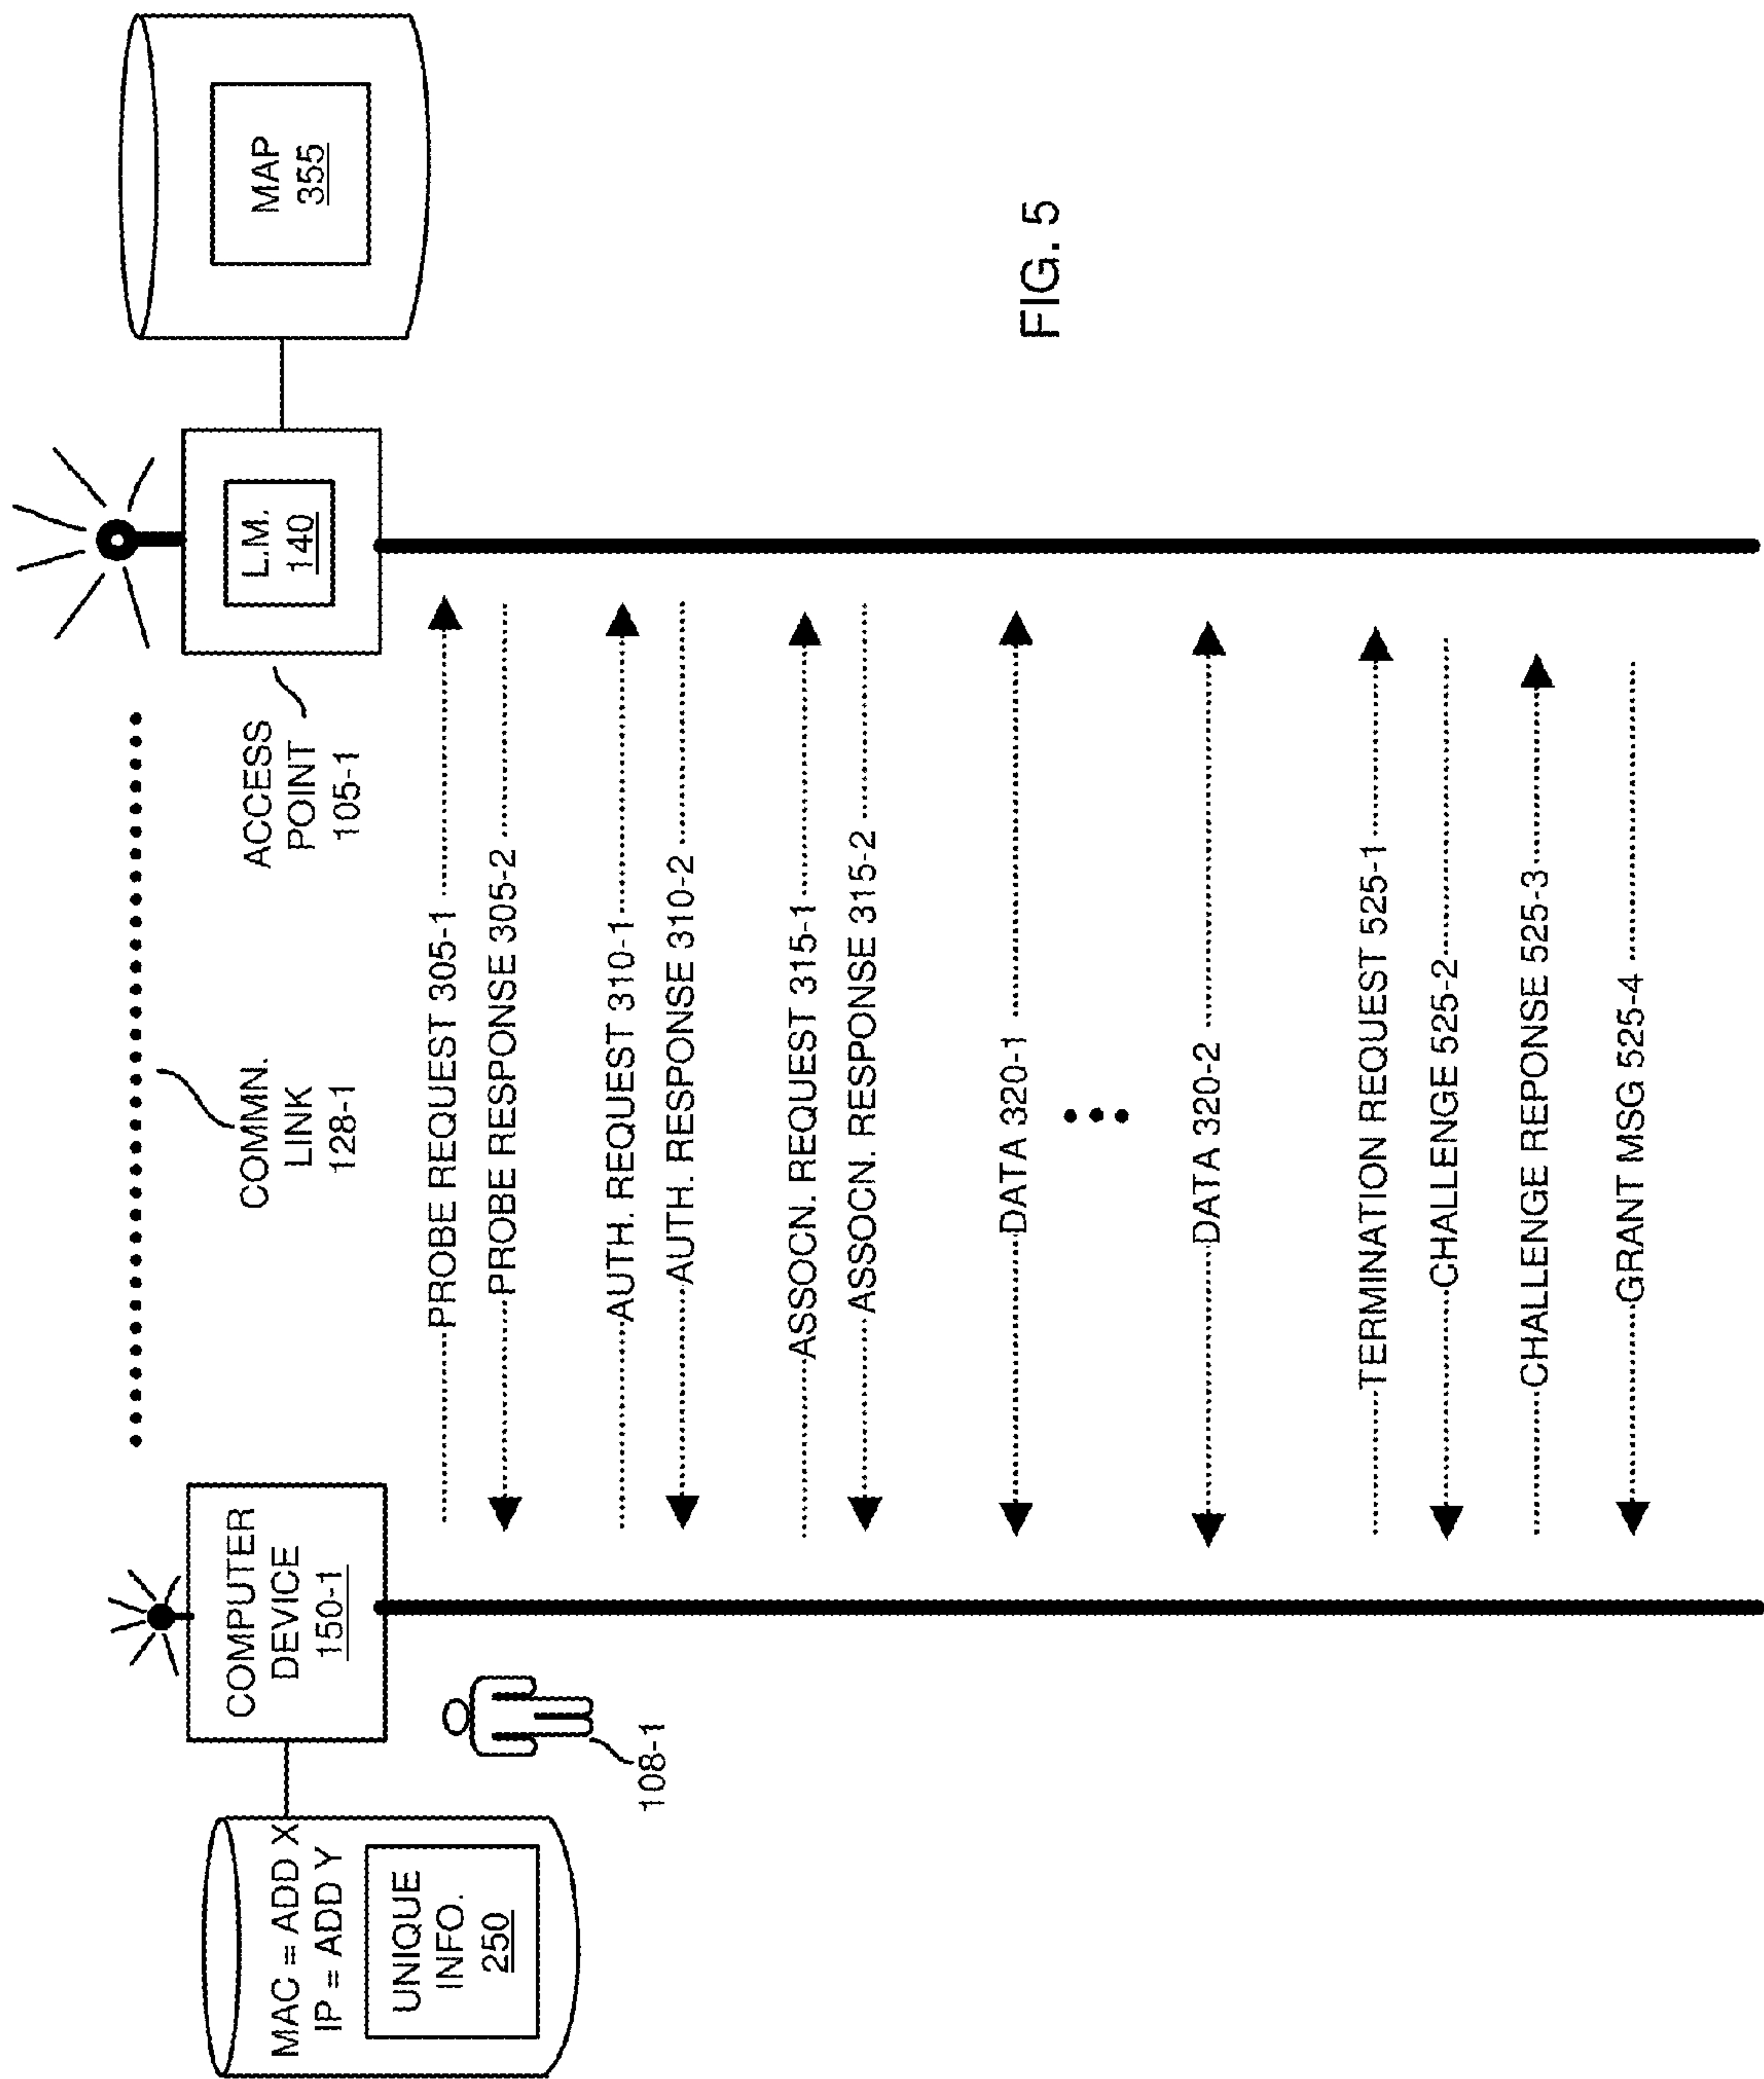 MAC = ADD X
IP = ADD Y
UNIQUE
INFO.
250
COMPUTER
DEVICE
150-1
108-1
COMMN.
LINK
128-1
ACCESS
POINT
105-1
L.M.
140
MAP
355
PROBE REQUEST 305-1
PROBE RESPONSE 305-2
AUTH. REQUEST 310-1
AUTH. RESPONSE 310-2
ASSOCN. REQUEST 315-1
ASSOCN. RESPONSE 315-2
DATA 320-1
DATA 320-2
TERMINATION REQUEST 525-1
CHALLENGE 525-2
CHALLENGE REPONSE 525-3
GRANT MSG 525-4
FIG. 5